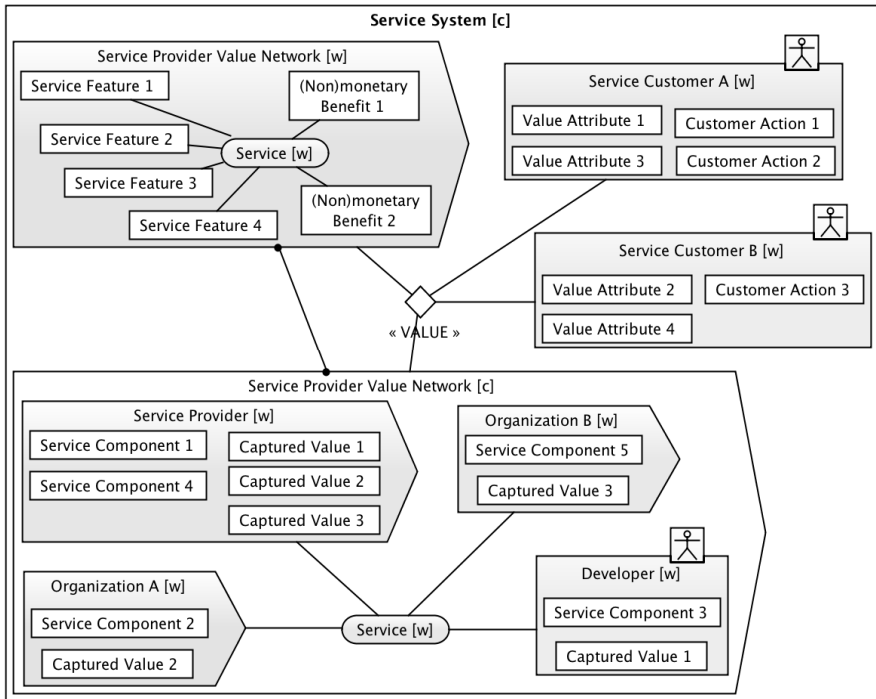 Service System [c]
Service Provider Value Network [w]
Service Feature 1
(Non)monetary
Benefit 1
Service Feature 2
Service [w]
Service Feature 3
(Non)monetary
Benefit 2
Service Feature 4
Service Customer A [w]
Value Attribute 1
Customer Action 1
Value Attribute 3
Customer Action 2
Service Customer B [w]
Value Attribute 2
Customer Action 3
Value Attribute 4
« VALUE »
Service Provider Value Network [c]
Service Provider [w]
Service Component 1
Captured Value 1
Service Component 4
Captured Value 2
Captured Value 3
Organization B [w]
Service Component 5
Captured Value 3
Organization A [w]
Service Component 2
Captured Value 2
Service [w]
Developer [w]
Service Component 3
Captured Value 1